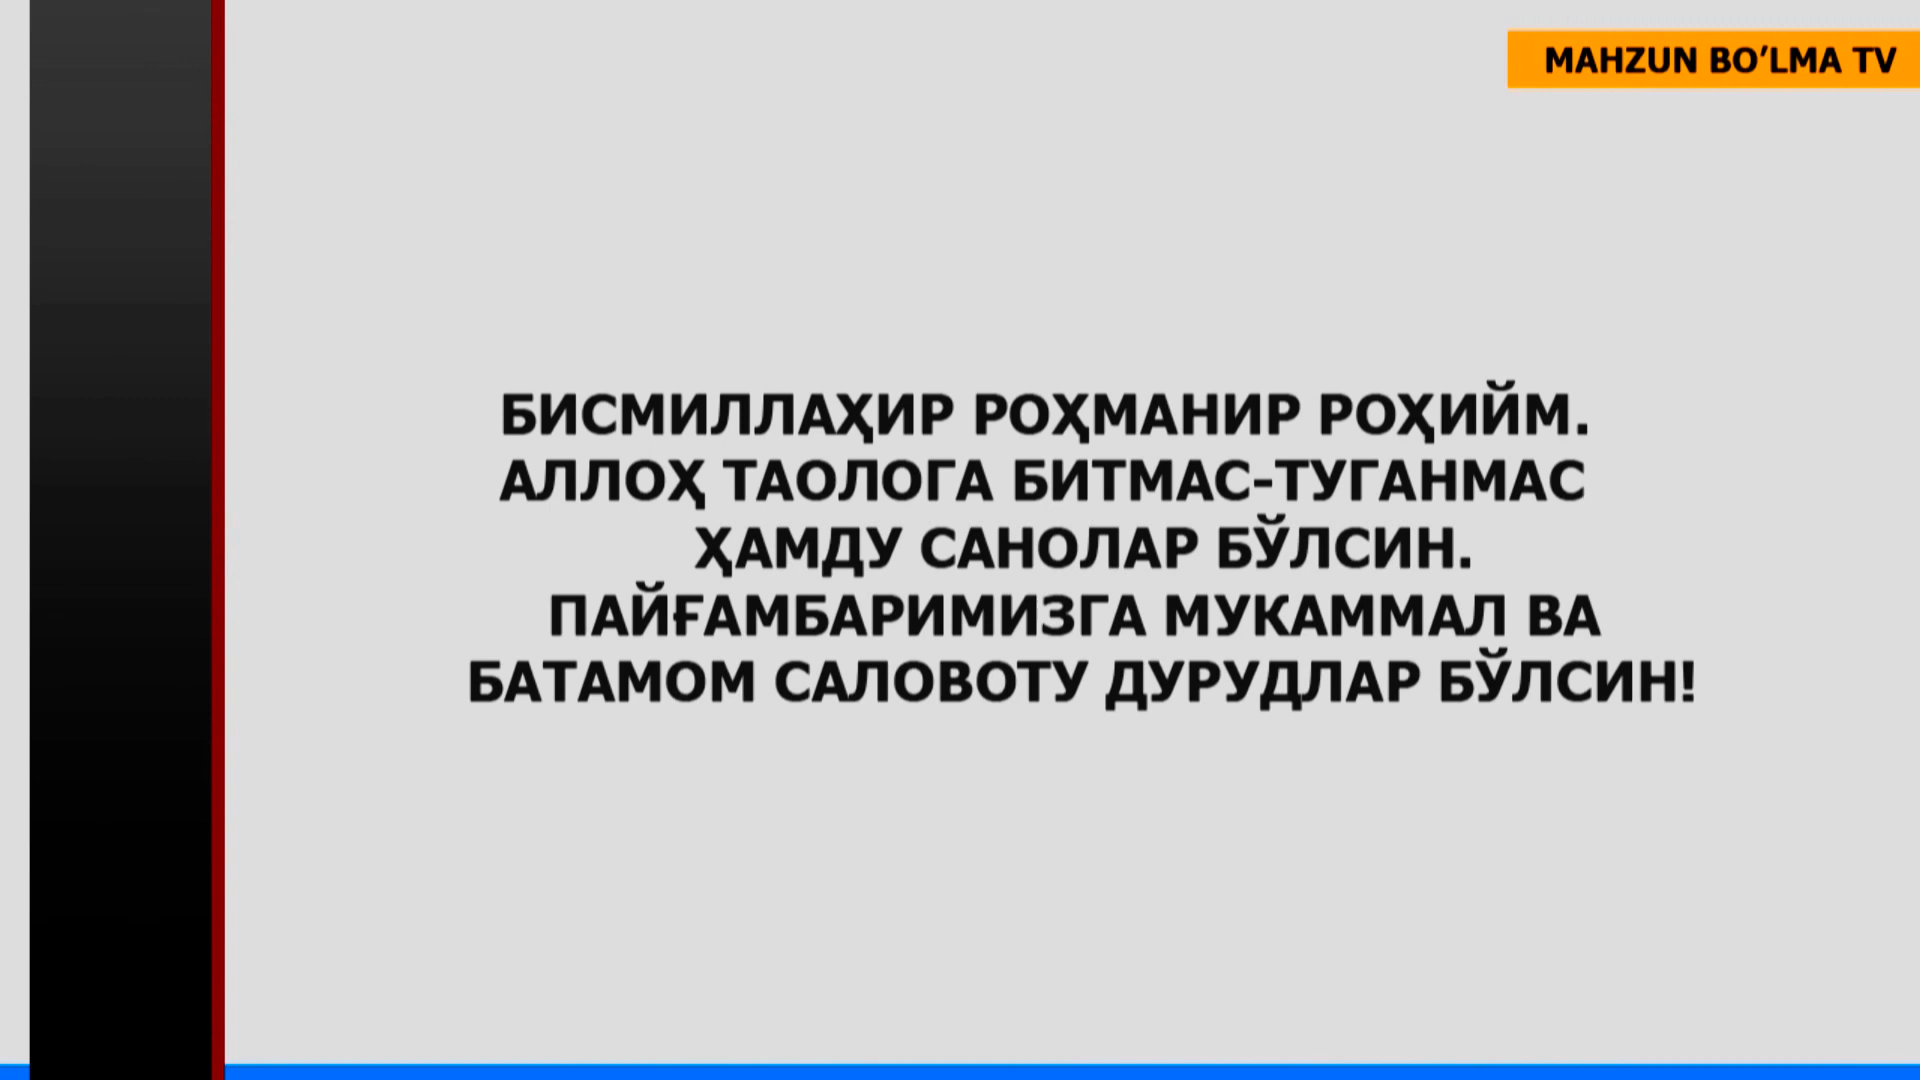 MAHZUN BO’LMA TV
БИСМИЛЛАҲИР РОҲМАНИР РОҲИЙМ.
АЛЛОҲ ТАОЛОГА БИТМАС-ТУГАНМАС
ҲАМДУ САНОЛАР БЎЛСИН.
ПАЙҒАМБАРИМИЗГА МУКАММАЛ ВА
БАТАМОМ САЛОВОТУ ДУРУДЛАР БЎЛСИН!